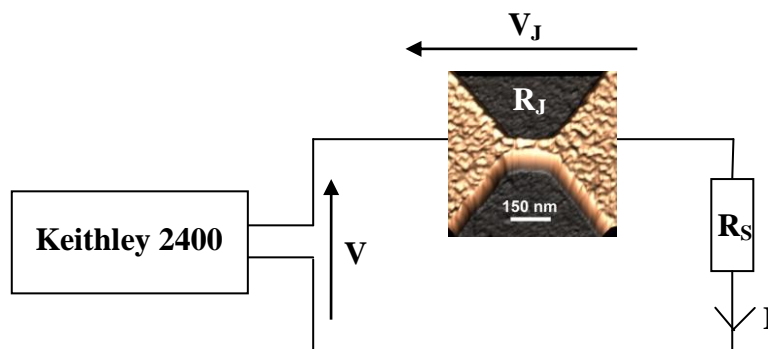 V_J
R_J
150 nm
Keithley 2400
V
R_S
I